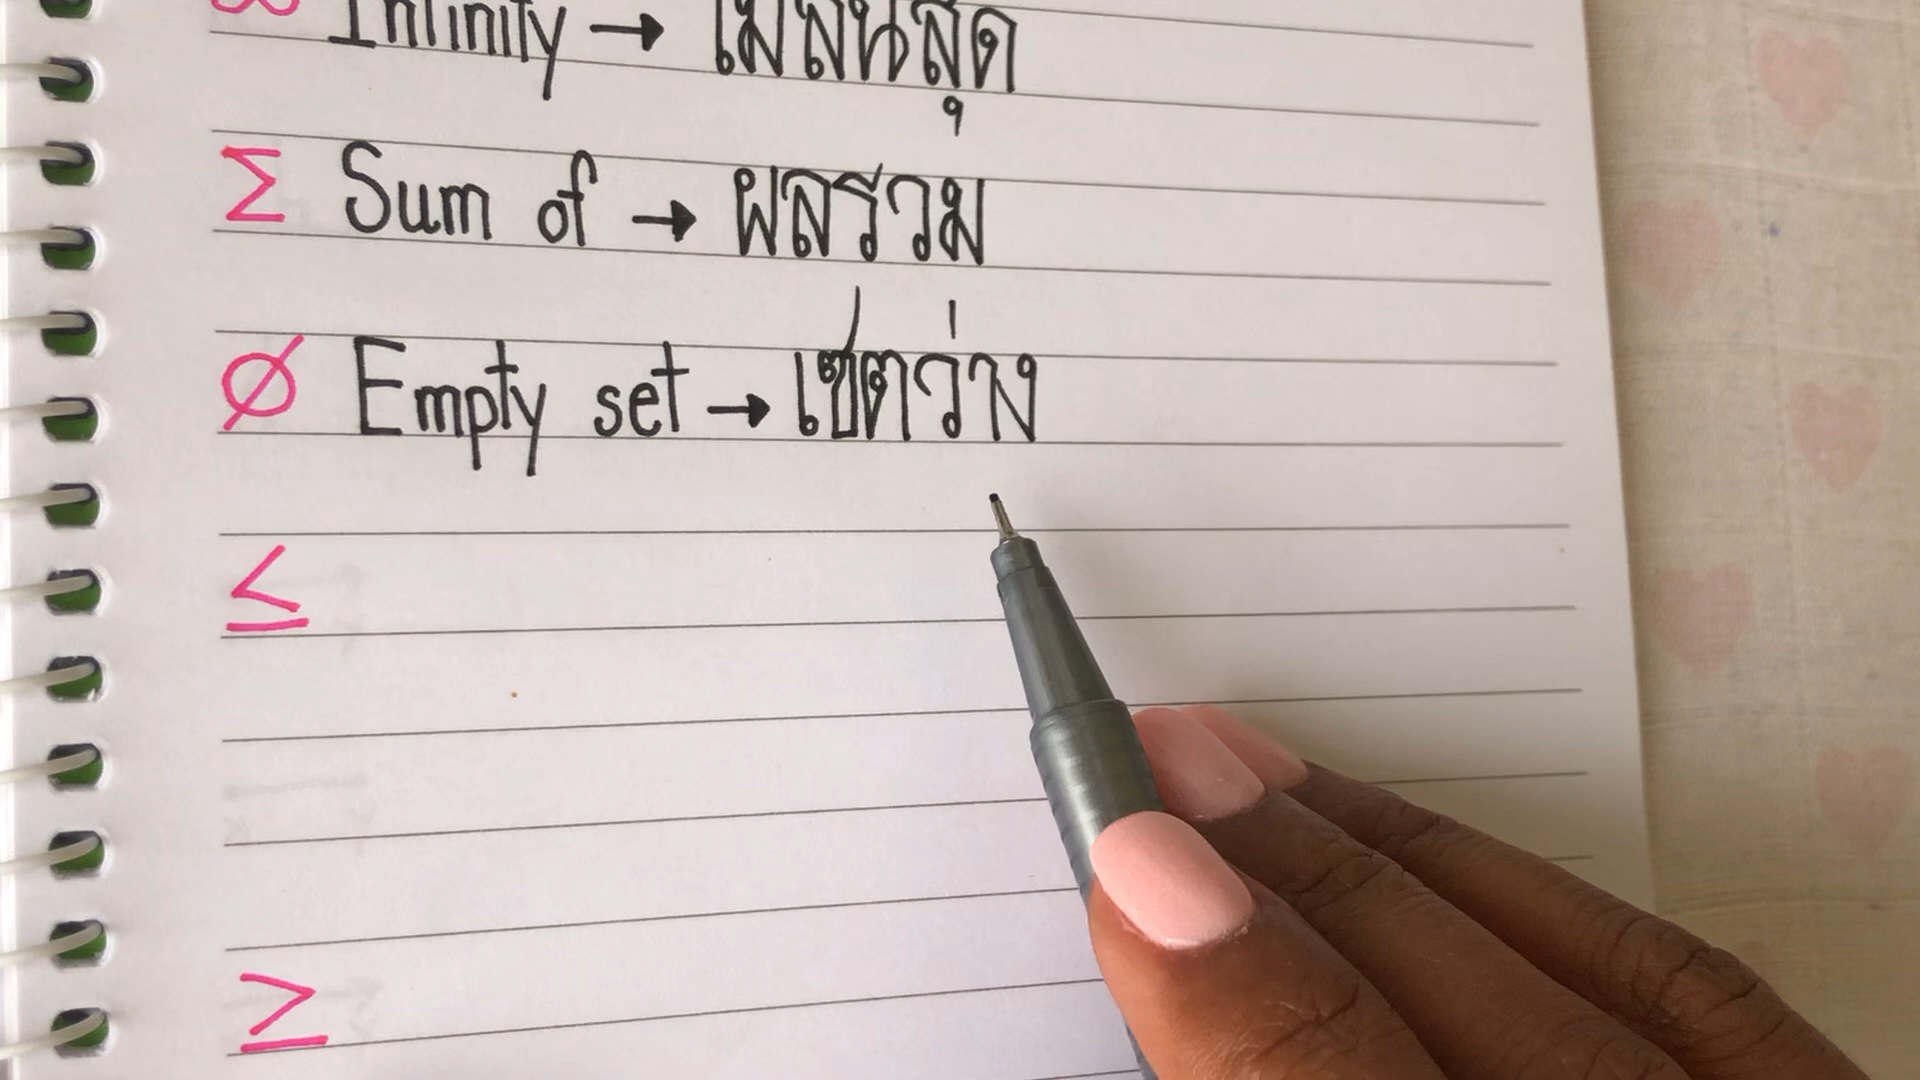 ∞ Infinity → ไม่สิ้นสุด
Σ Sum of → ผลรวม
Ø Empty set → เซตว่าง
≤
≥